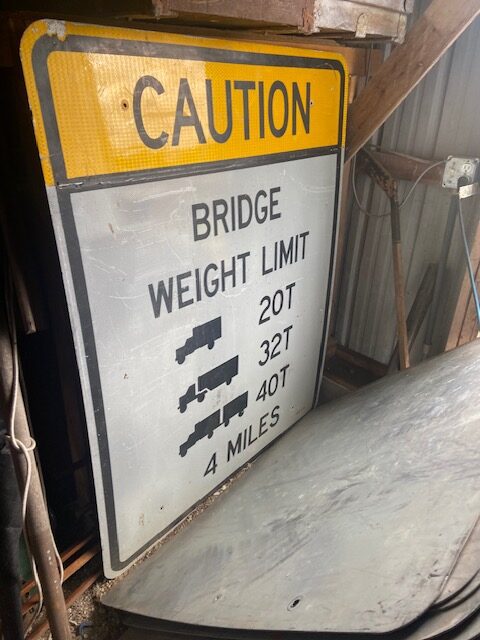 CAUTION
BRIDGE
WEIGHT LIMIT
20T
32T
40T
4 MILES